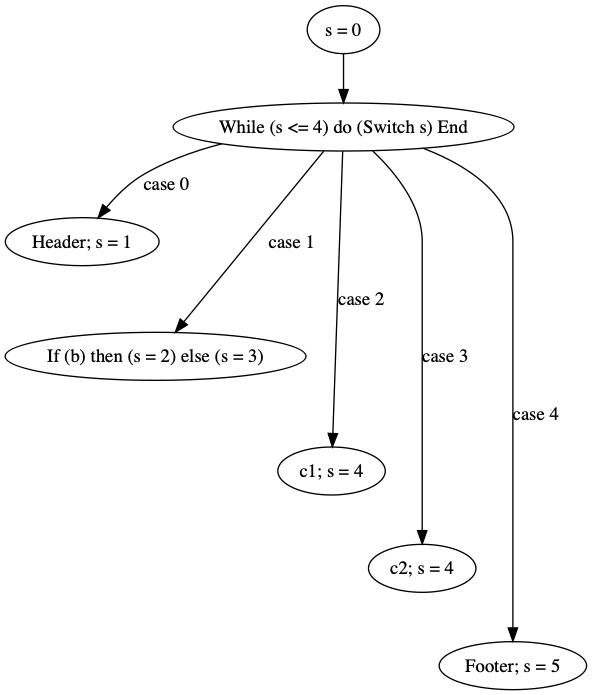 s = 0
While (s <= 4) do (Switch s) End
case 0
Header; s = 1
case 1
case 2
If (b) then (s = 2) else (s = 3)
case 3
case 4
c1; s = 4
c2; s = 4
Footer; s = 5